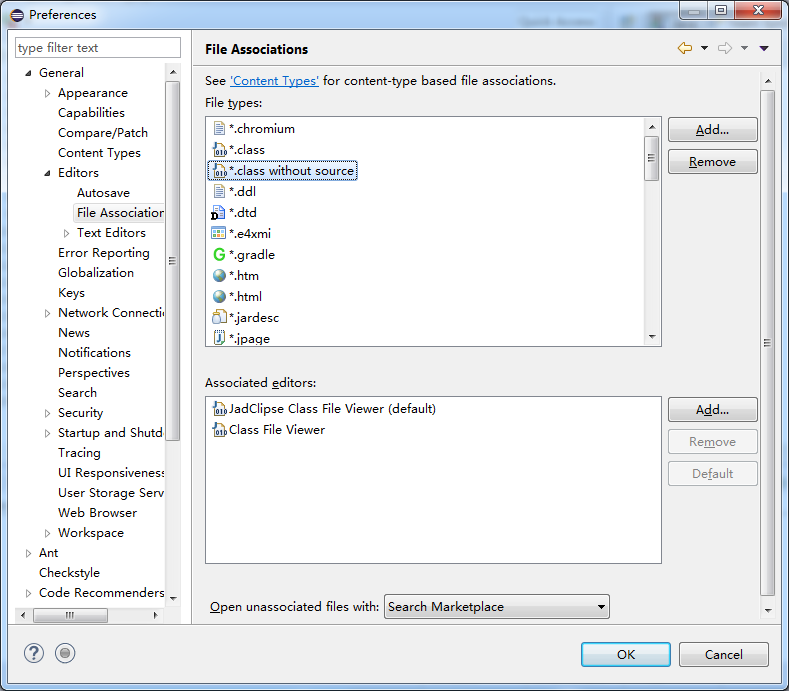 Preferences
Quick Access
type filter text
General
Appearance
Capabilities
Compare/Patch
Content Types
Editors
Autosave
File Association
Text Editors
Error Reporting
Globalization
Keys
Network Connectio
News
Notifications
Perspectives
Search
Security
Startup and Shutd
Tracing
UI Responsiveness
User Storage Serv
Web Browser
Workspace
Ant
Checkstyle
Code Recommenders
File Associations
See 'Content Types' for content-type based file associations.
File types:
*.chromium
*.class
*.class without source
*.ddl
*.dtd
*.e4xmi
*.gradle
*.htm
*.html
*.jardesc
*.jpage
Add...
Remove
Associated editors:
JadClipse Class File Viewer (default)
Class File Viewer
Add...
Remove
Default
Open unassociated files with: Search Marketplace
OK
Cancel